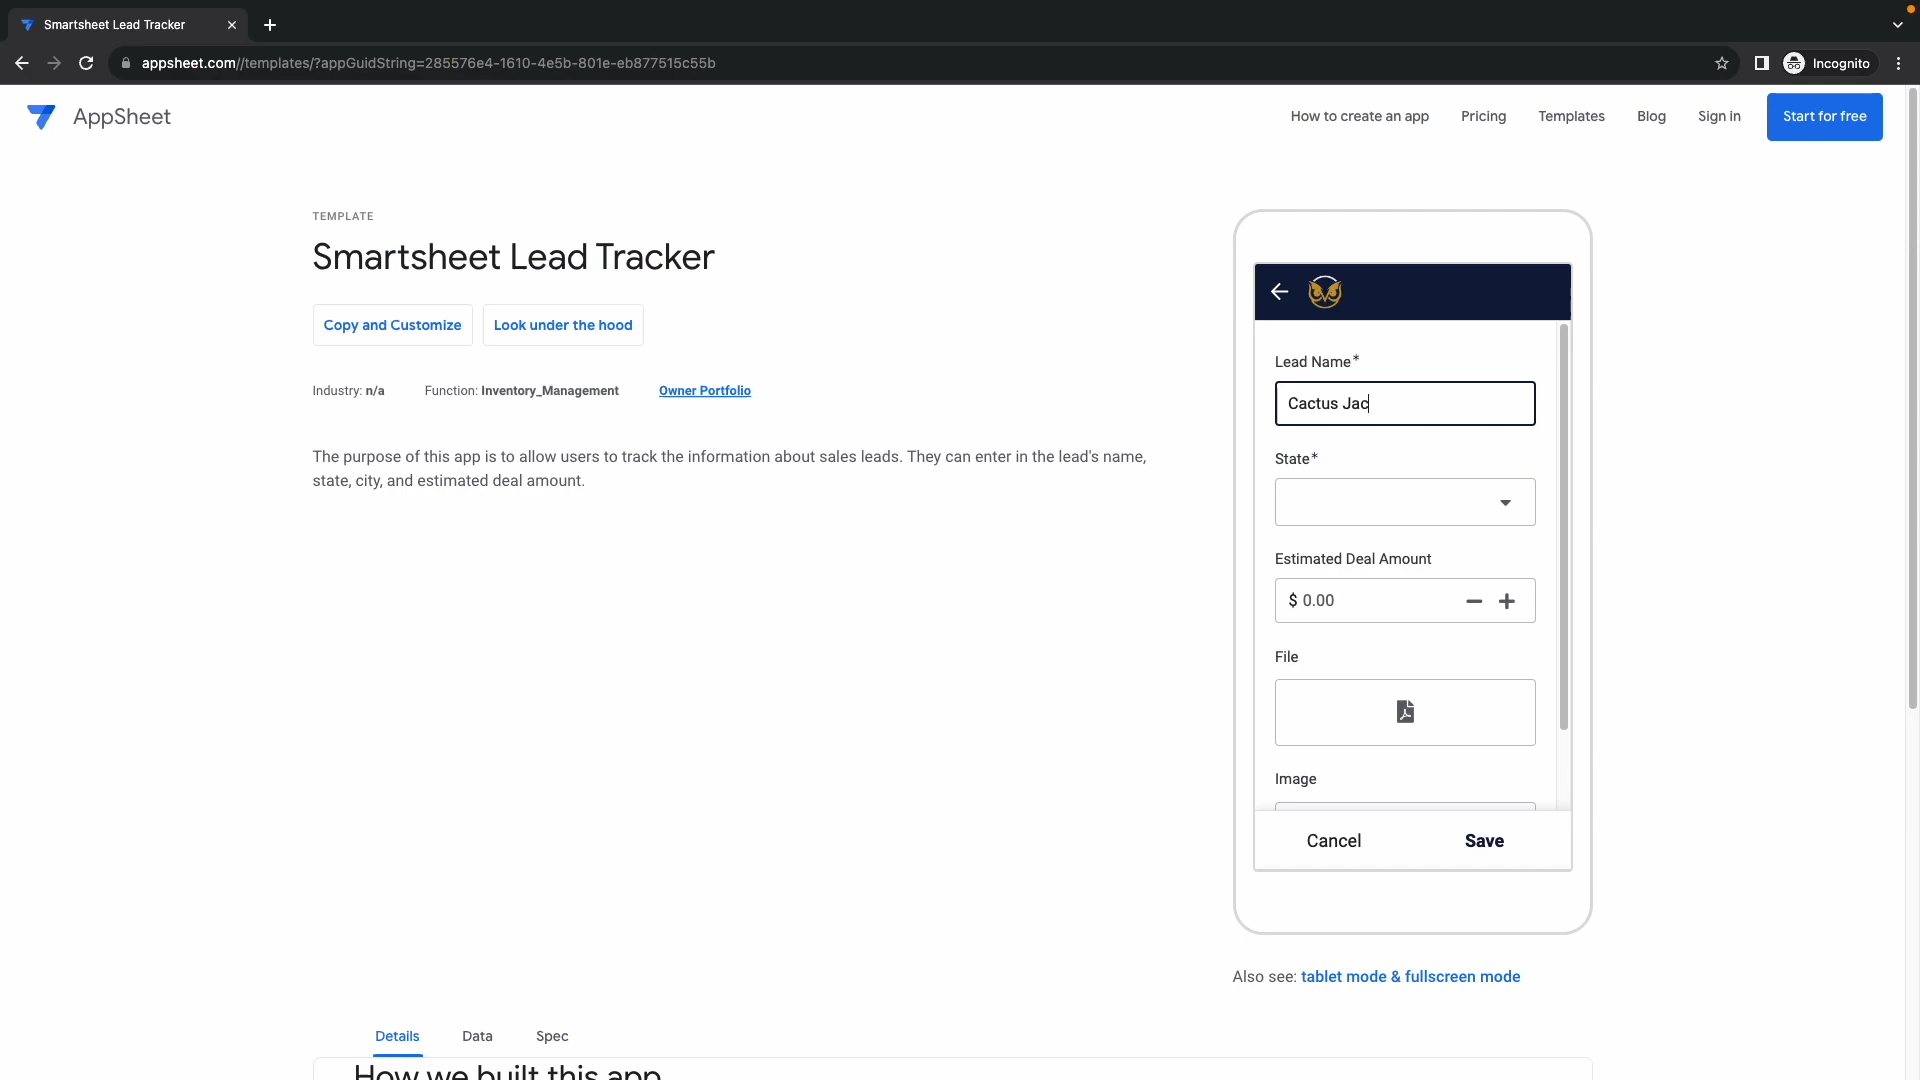 Smartsheet Lead Tracker
appsheet.com//templates/?appGuidString=285576e4-1610-4e5b-801e-eb877515c55b
Incognito
AppSheet
How to create an app
Pricing
Templates
Blog
Sign in
Start for free
TEMPLATE
Smartsheet Lead Tracker
Copy and Customize
Look under the hood
Industry: n/a
Function: Inventory_Management
Owner Portfolio
The purpose of this app is to allow users to track the information about sales leads. They can enter in the lead's name,
state, city, and estimated deal amount.
Lead Name*
Cactus Jac
State*
Estimated Deal Amount
$ 0.00
File
Image
Cancel
Save
Also see: tablet mode & fullscreen mode
Details
Data
Spec
How we built this app